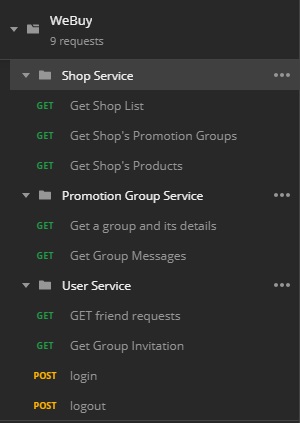 WeBuy
9 requests
Shop Service
GET Get Shop List
GET Get Shop's Promotion Groups
GET Get Shop's Products
Promotion Group Service
GET Get a group and its details
GET Get Group Messages
User Service
GET GET friend requests
GET Get Group Invitation
POST login
POST logout